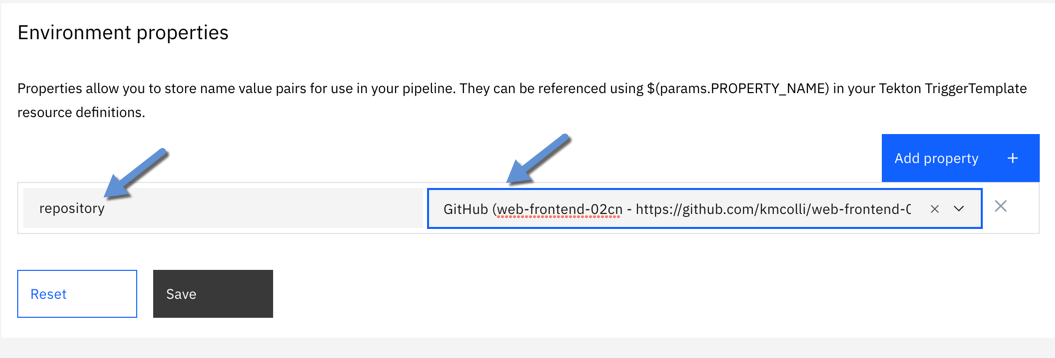 Environment properties
Properties allow you to store name value pairs for use in your pipeline. They can be referenced using $(params.PROPERTY_NAME) in your Tekton TriggerTemplate
resource definitions.
Add property +
repository
GitHub (web-frontend-02cn - https://github.com/kmcolli/web-frontend-
Reset
Save